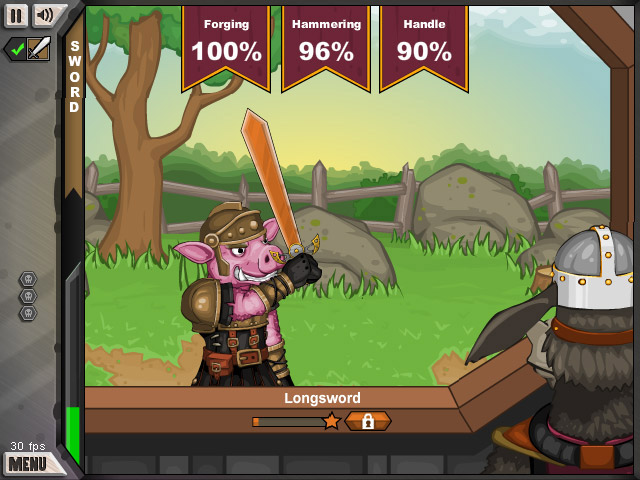 Forging
100%
Hammering
96%
Handle
90%
SWORD
Longsword
30 fps
MENU